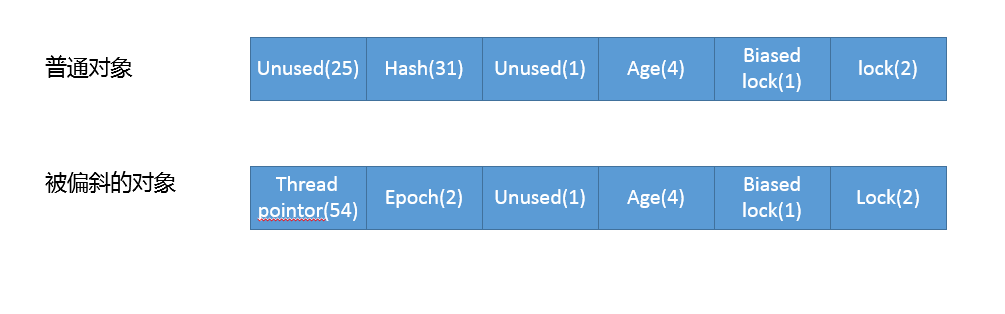 普通对象
Unused(25)
Hash(31)
Unused(1)
Age(4)
Biased
lock(1)
lock(2)
被偏斜的对象
Thread
pointor(54)
Epoch(2)
Unused(1)
Age(4)
Biased
lock(1)
Lock(2)